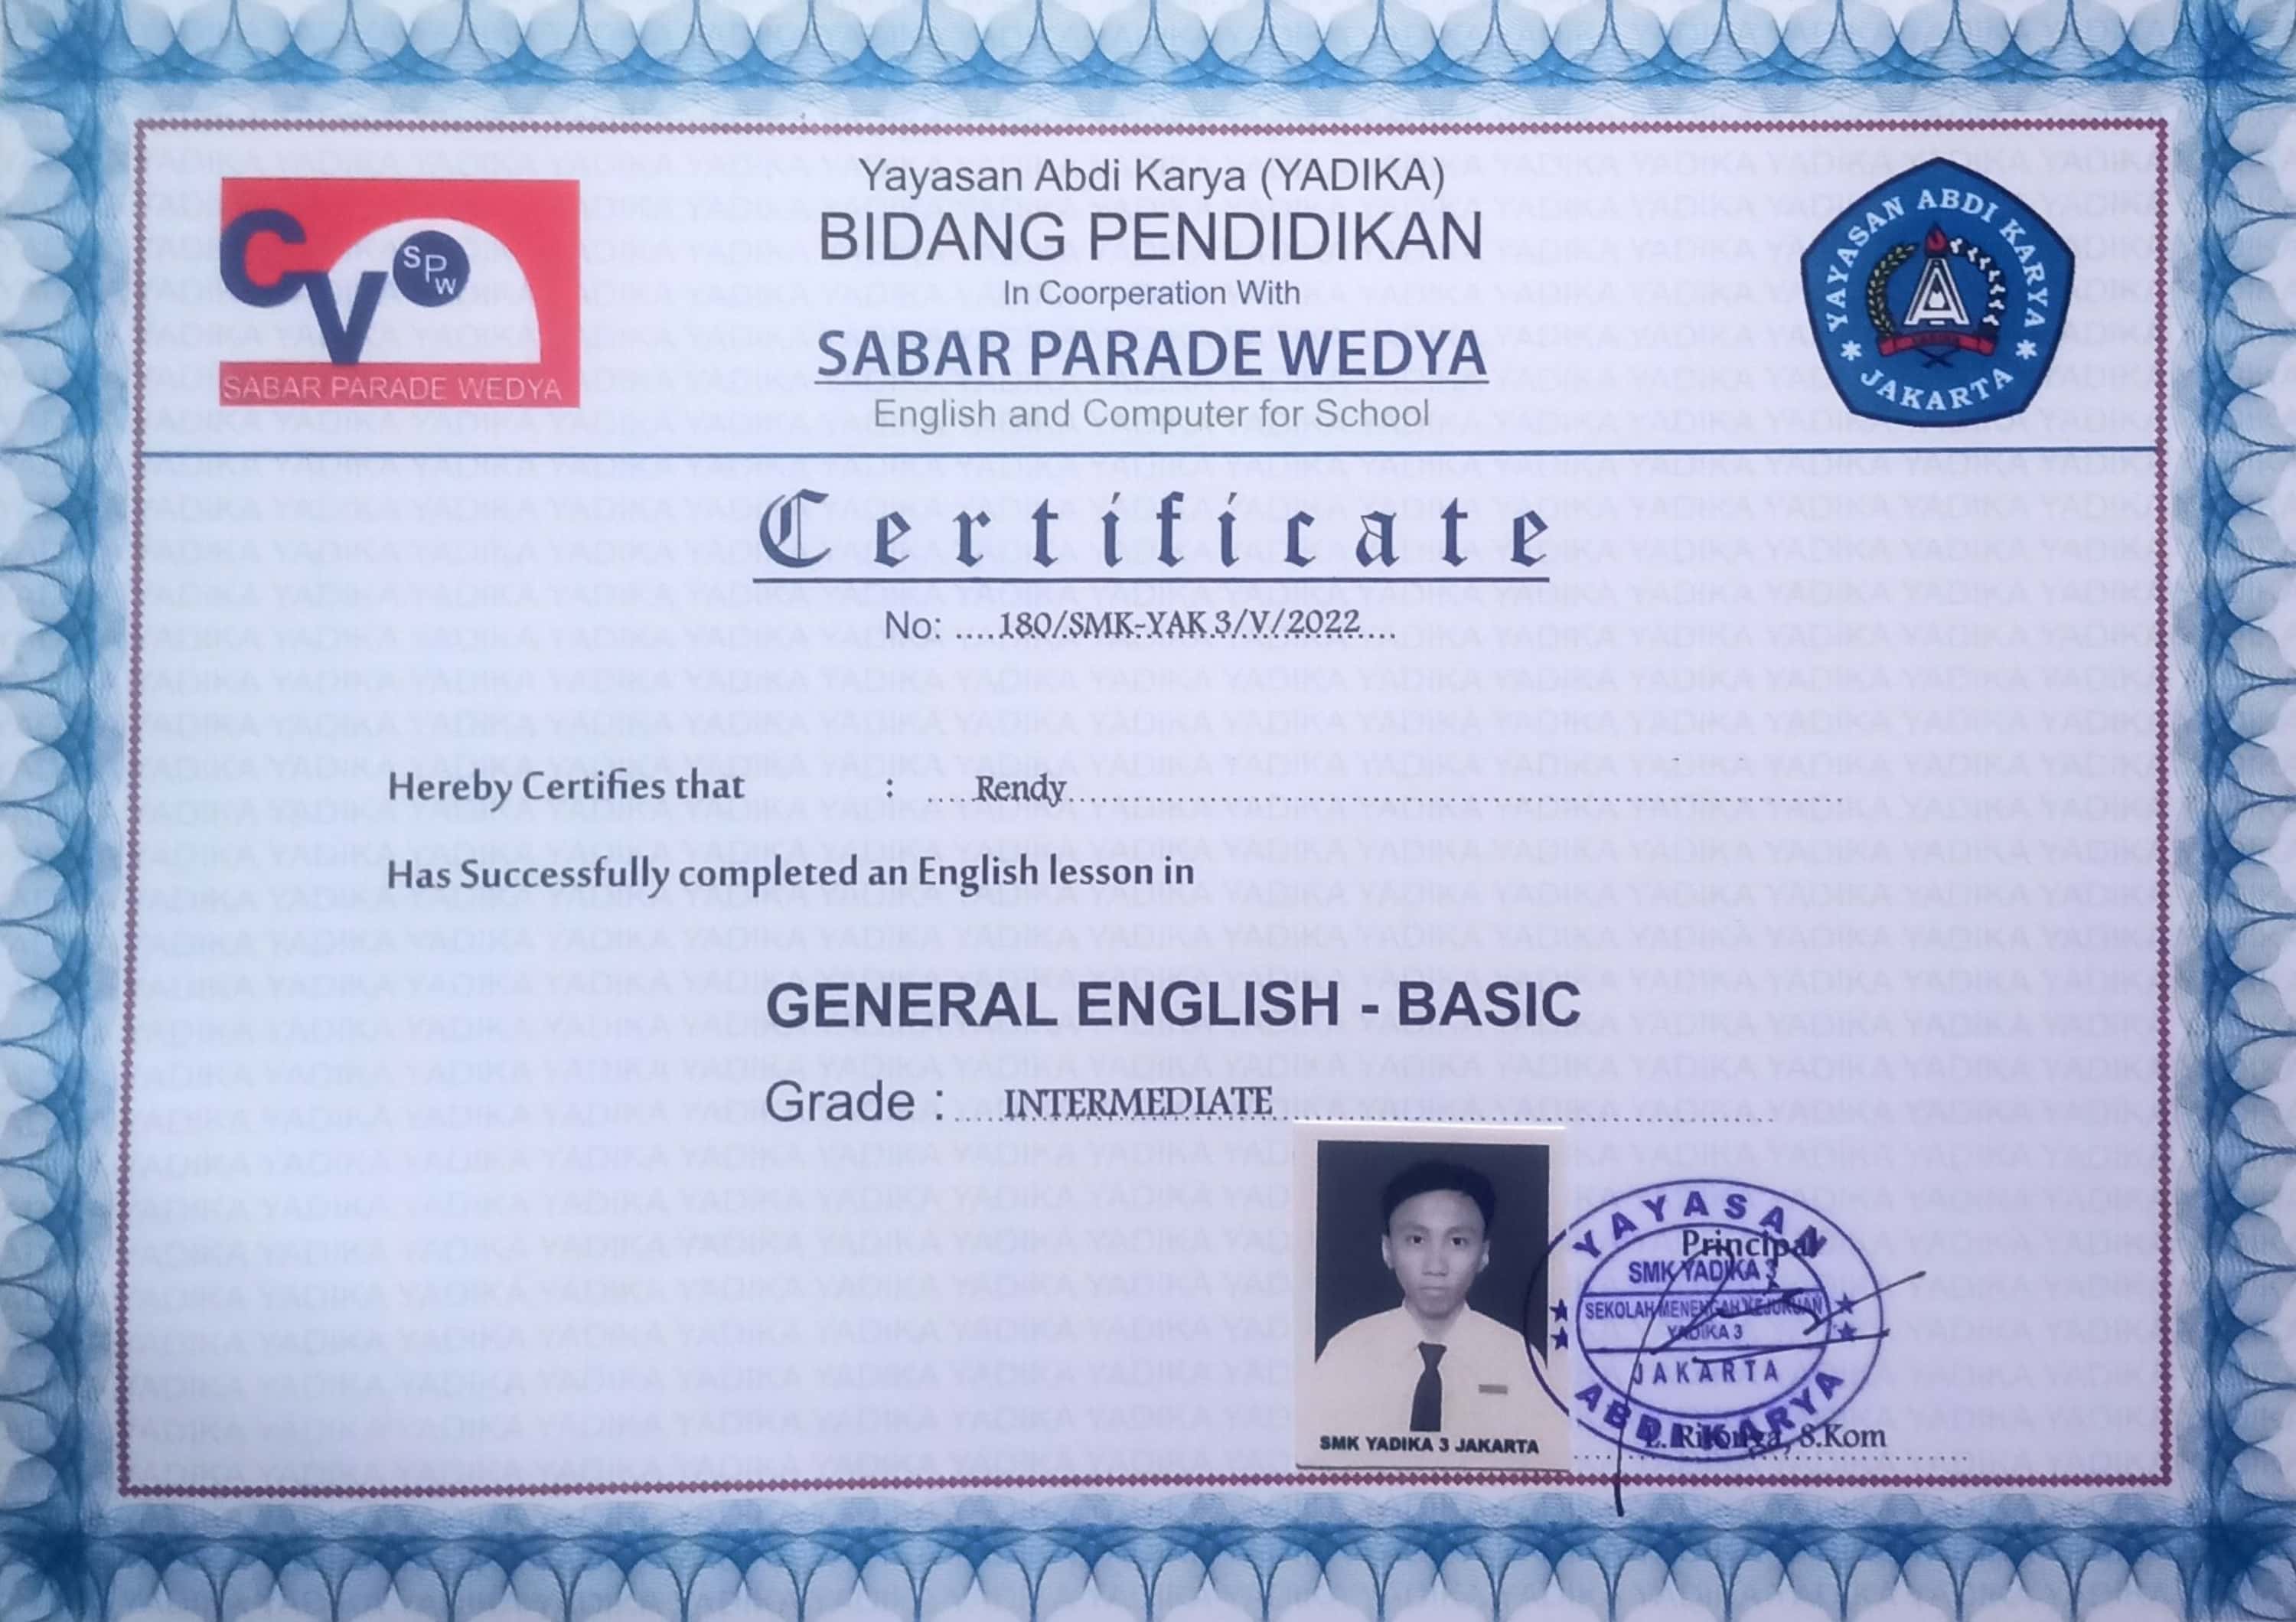 Yayasan Abdi Karya (YADIKA)
BIDANG PENDIDIKAN
In Coorperation With
SABAR PARADE WEDYA
English and Computer for School
CV
SPW
SABAR PARADE WEDYA
YAYASAN ABDI KARYA
JAKARTA
Certificate
No: ....180/SMK-YAK.3/V/2022....
Hereby Certifies that : Rendy
Has Successfully completed an English lesson in
GENERAL ENGLISH - BASIC
Grade : INTERMEDIATE
SMK YADIKA 3 JAKARTA
YAYASAN
Principal
SMK YADIKA 3
SEKOLAH MENENGAH KEJURUAN
YADIKA 3
JAKARTA
ABDI KARYA
S.Kom